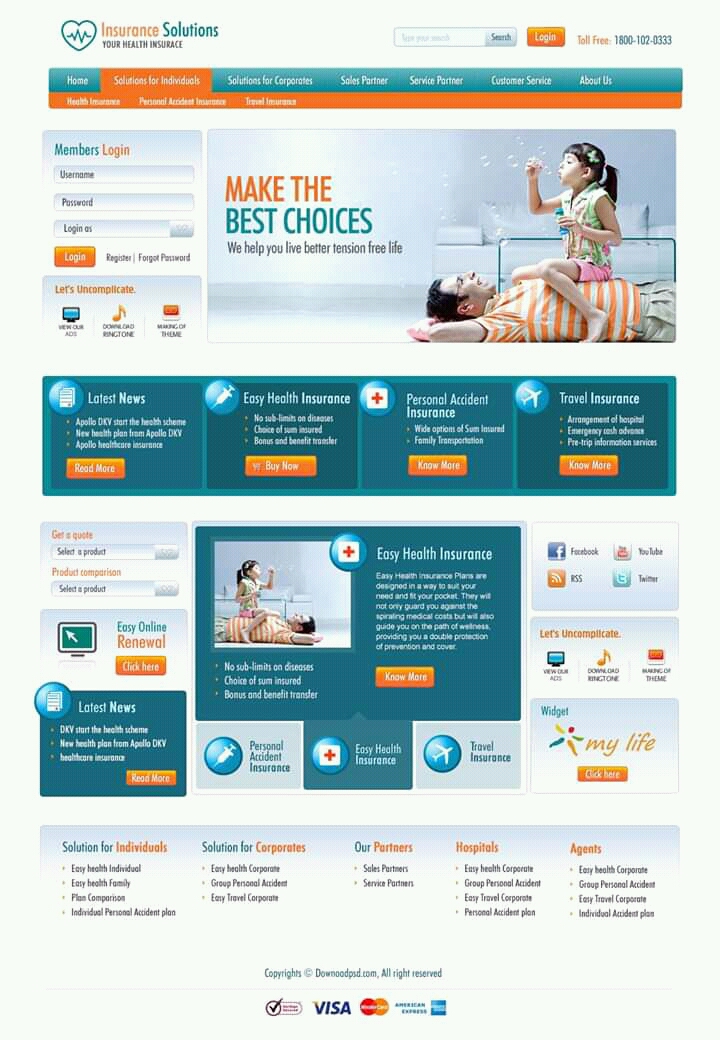 Insurance Solutions
YOUR HEALTH INSURACE
Type your search
Search
Login
Toll Free: 1800-102-0333
Home
Solutions for Individuals
Solutions for Corporates
Sales Partner
Service Partner
Customer Service
About Us
Health Insurance
Personal Accident Insurance
Travel Insurance
Members Login
Username
Password
Login as
Login
Register | Forgot Password
Let's Uncomplicate.
VIEW OUR
ADS
DOWNLOAD
RINGTONE
MAKING OF
THEME
MAKE THE
BEST CHOICES
We help you live better tension free life
Latest News
Apollo DKV start the health scheme
New health plan from Apollo DKV
Apollo healthcare insurance
Read More
Easy Health Insurance
No sub-limits on diseases
Choice of sum insured
Bonus and benefit transfer
Buy Now
Personal Accident
Insurance
Wide options of Sum Insured
Family Transportation
Know More
Travel Insurance
Arrangement of hospital
Emergency cash advance
Pre-trip information services
Know More
Get a quote
Select a product
Product comparison
Select a product
Easy Online
Renewal
Click here
Latest News
DKV start the health scheme
New health plan from Apollo DKV
healthcare insurance
Read More
No sub-limits on diseases
Choice of sum insured
Bonus and benefit transfer
Easy Health Insurance
Easy Health Insurance Plans are
designed in a way to suit your
need and fit your pocket. They will
not only guard you against the
spiraling medical costs but will also
guide you on the path of wellness,
providing you a double protection
of prevention and cover.
Know More
Personal
Accident
Insurance
Easy Health
Insurance
Travel
Insurance
Facebook
YouTube
RSS
Twitter
Let's Uncomplicate.
VIEW OUR
ADS
DOWNLOAD
RINGTONE
MAKING OF
THEME
Widget
my life
Click here
Solution for Individuals
Easy health Individual
Easy health Family
Plan Comparison
Individual Personal Accident plan
Solution for Corporates
Easy health Corporate
Group Personal Accident
Easy Travel Corporate
Our Partners
Sales Partners
Service Partners
Hospitals
Easy health Corporate
Group Personal Accident
Easy Travel Corporate
Personal Accident plan
Agents
Easy health Corporate
Group Personal Accident
Easy Travel Corporate
Individual Accident plan
Copyrights © Downoadpsd.com, All right reserved
VISA
MasterCard
AMERICAN
EXPRESS